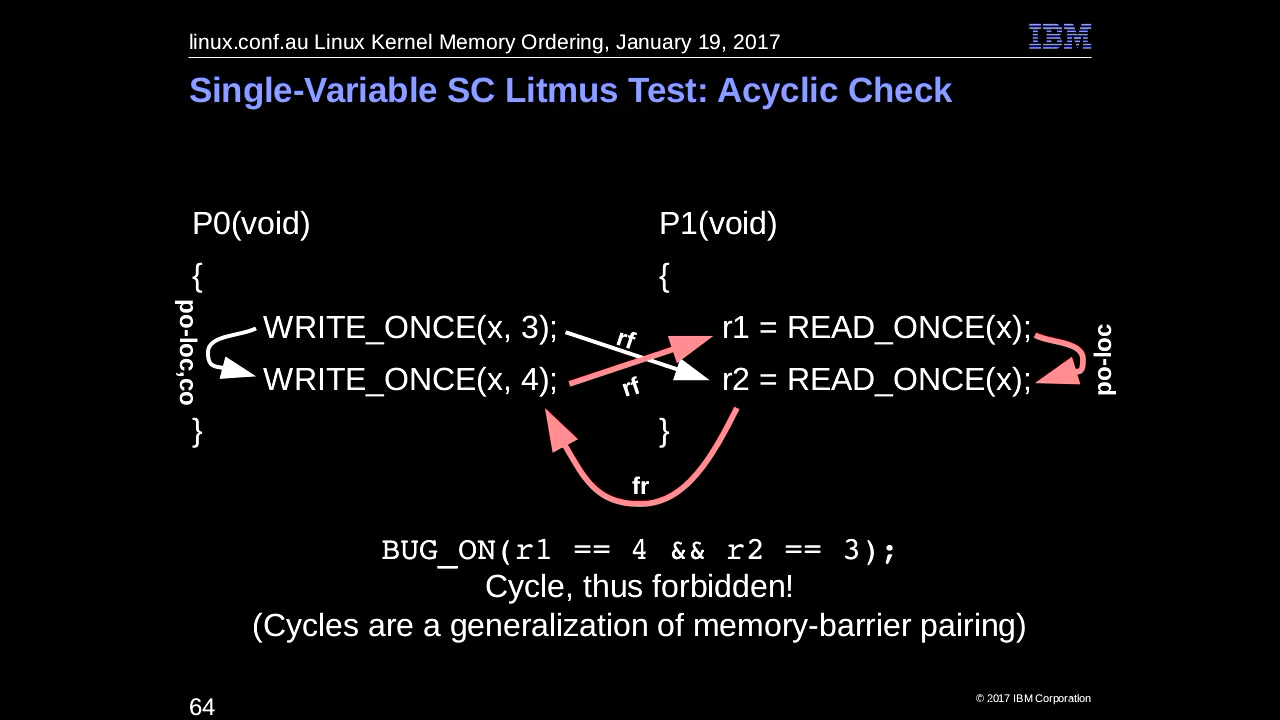 linux.conf.au Linux Kernel Memory Ordering, January 19, 2017
IBM
Single-Variable SC Litmus Test: Acyclic Check
P0(void)
{
WRITE_ONCE(x, 3);
WRITE_ONCE(x, 4);
}
po-loc,co
rf
rf
P1(void)
{
r1 = READ_ONCE(x);
r2 = READ_ONCE(x);
}
po-loc
fr
BUG_ON(r1 == 4 && r2 == 3);
Cycle, thus forbidden!
(Cycles are a generalization of memory-barrier pairing)
64
© 2017 IBM Corporation